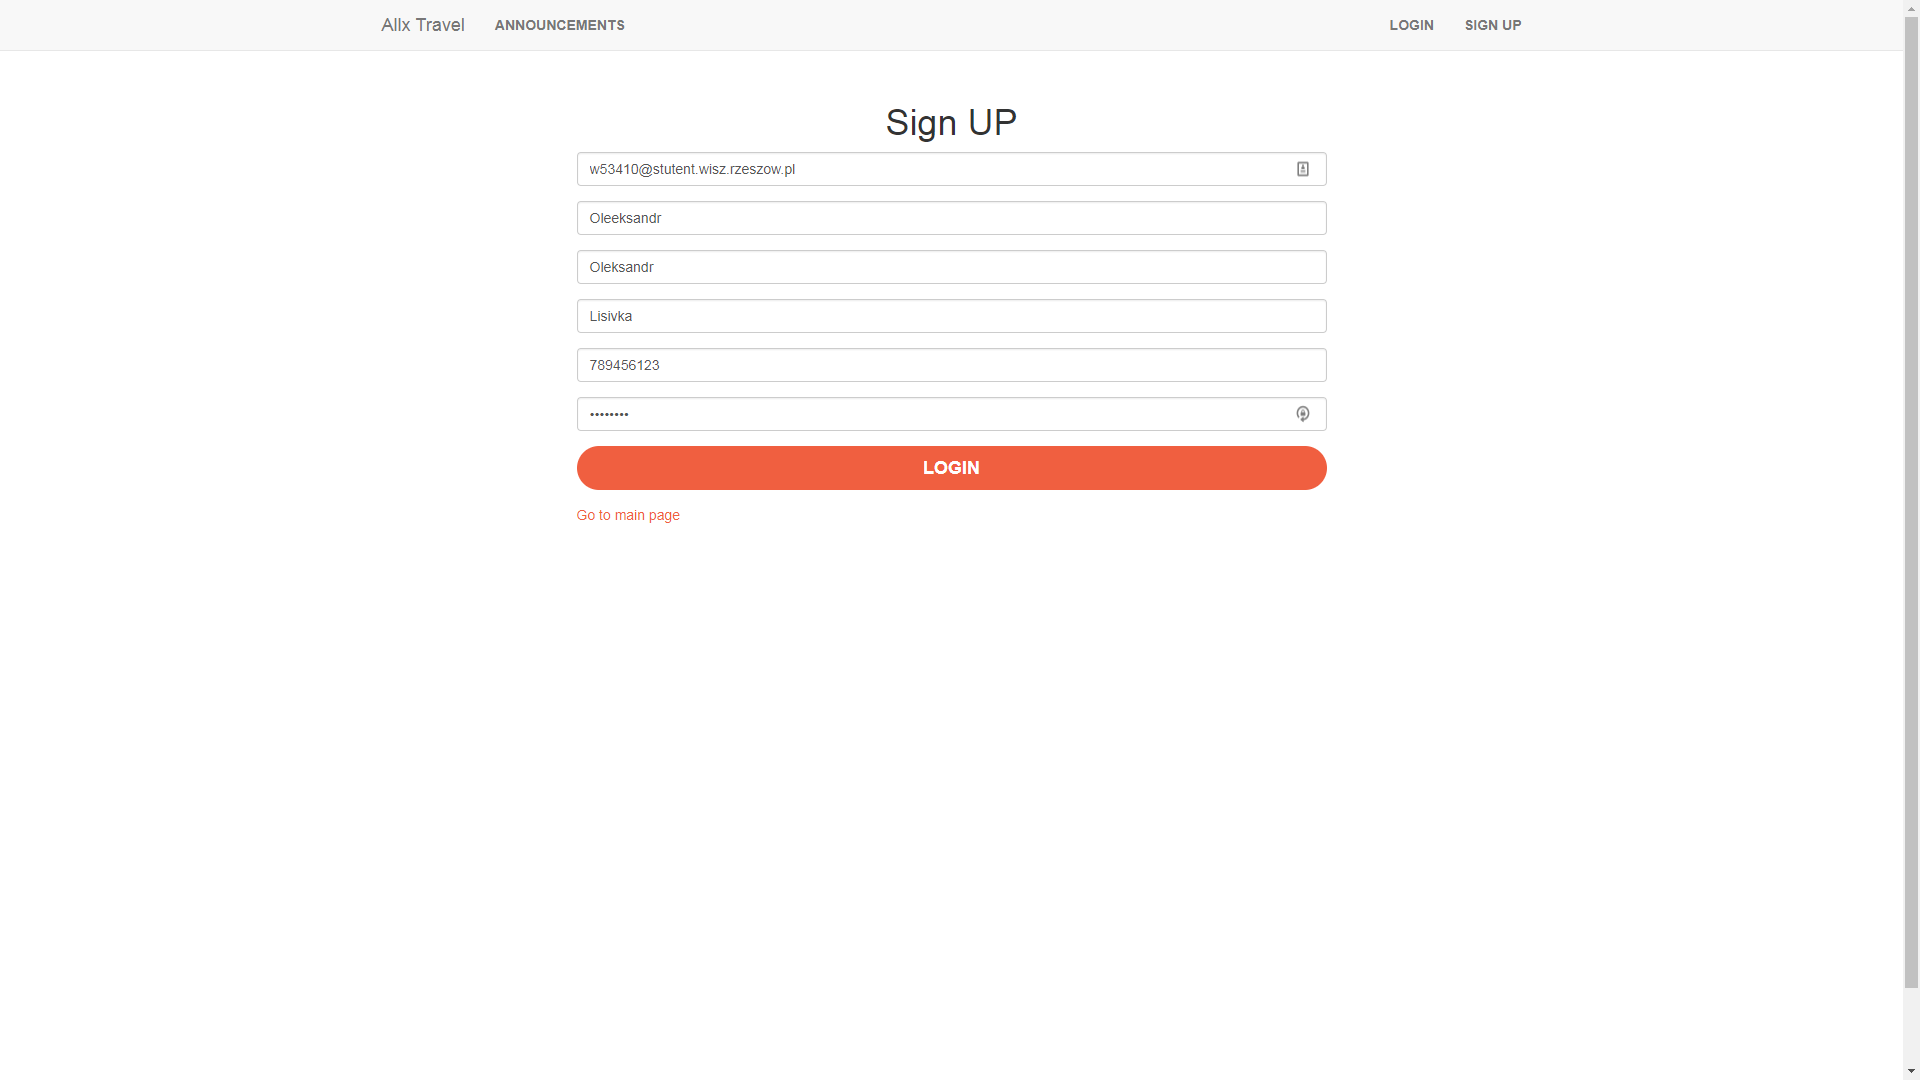 Allx Travel ANNOUNCEMENTS LOGIN SIGN UP
Sign UP
w53410@stutent.wisz.rzeszow.pl
Oleeksandr
Oleksandr
Lisivka
789456123
••••••••
LOGIN
Go to main page